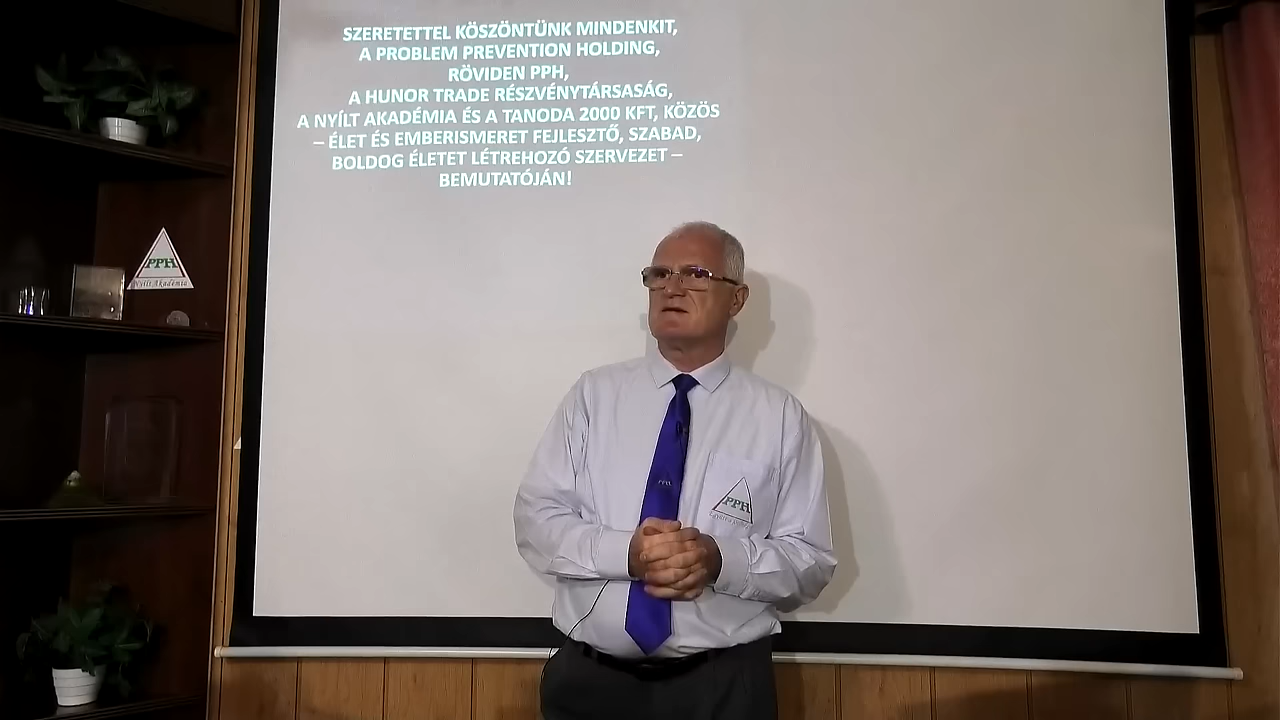 SZERETETTEL KÖSZÖNTÜNK MINDENKIT,
A PROBLEM PREVENTION HOLDING,
RÖVIDEN PPH,
A HUNOR TRADE RÉSZVÉNYTÁRSASÁG,
A NYÍLT AKADÉMIA ÉS A TANODA 2000 KFT, KÖZÖS
– ÉLET ÉS EMBERISMERET FEJLESZTŐ, SZABAD,
BOLDOG ÉLETET LÉTREHOZÓ SZERVEZET –
BEMUTATÓJÁN!
PPH
Nyílt Akadémia
PPH